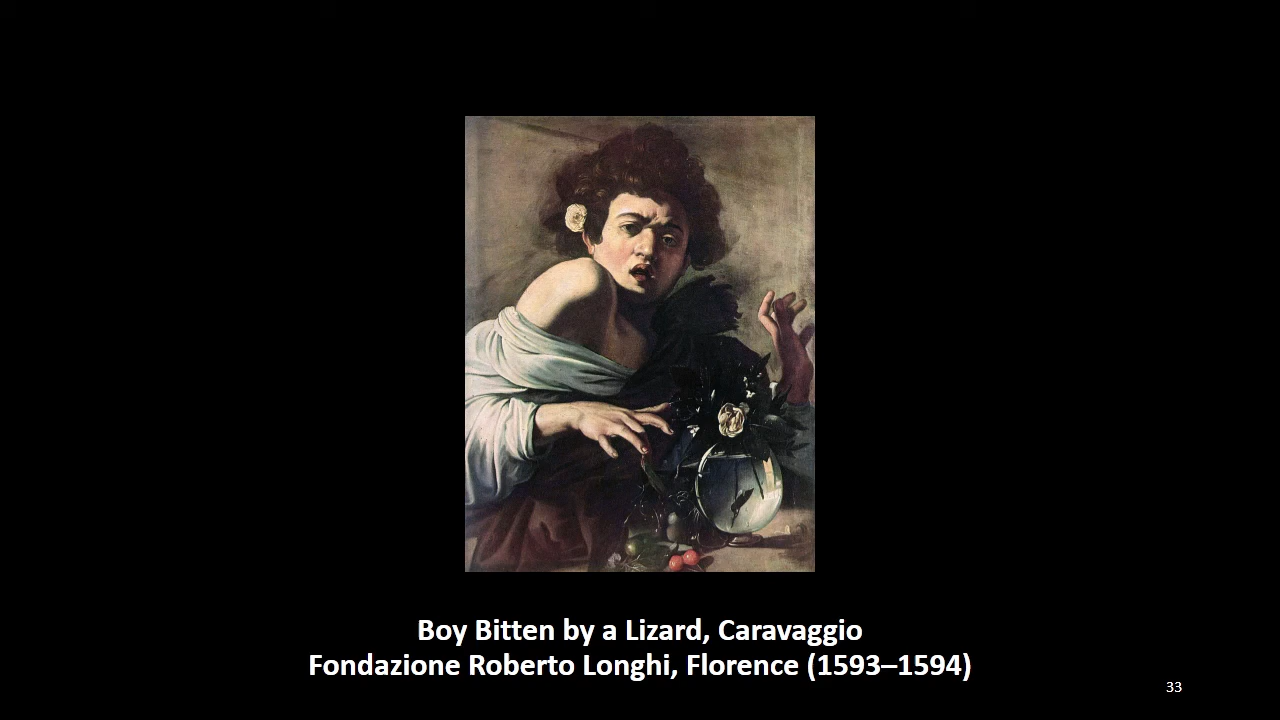 Boy Bitten by a Lizard, Caravaggio
Fondazione Roberto Longhi, Florence (1593–1594)
33